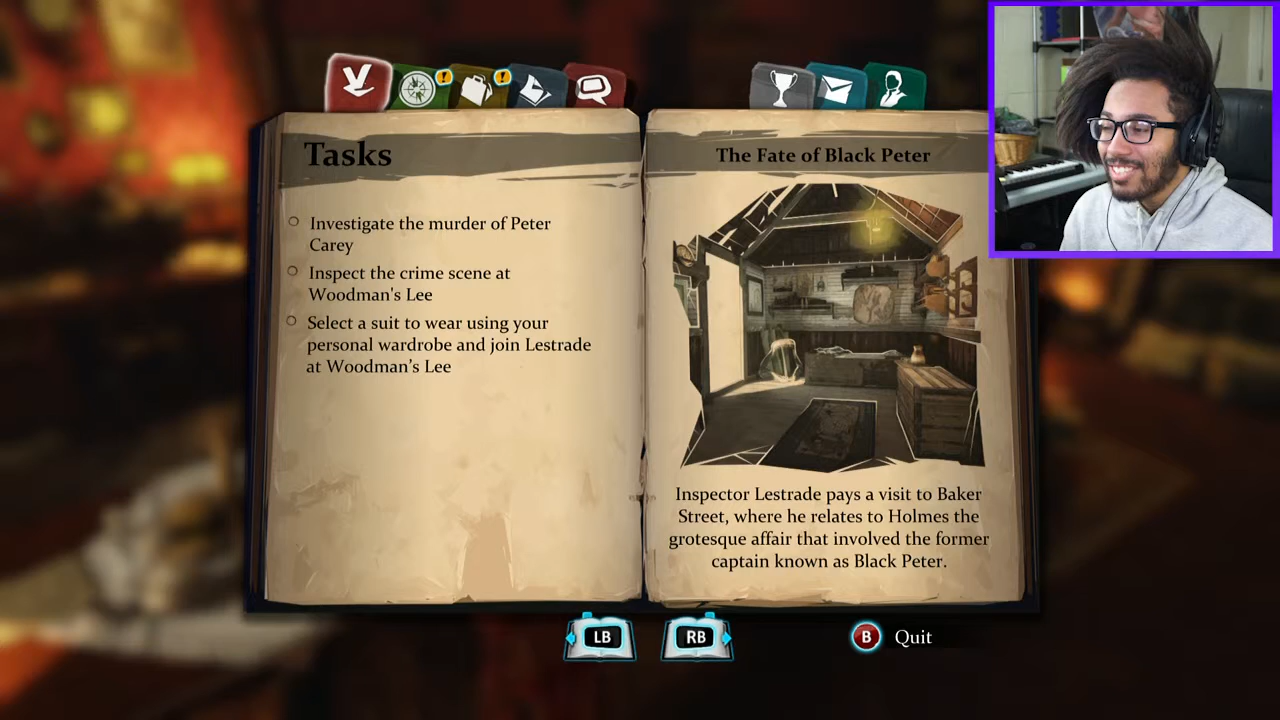 Tasks
The Fate of Black Peter
Investigate the murder of Peter
Carey
Inspect the crime scene at
Woodman's Lee
Select a suit to wear using your
personal wardrobe and join Lestrade
at Woodman’s Lee
Inspector Lestrade pays a visit to Baker
Street, where he relates to Holmes the
grotesque affair that involved the former
captain known as Black Peter.
LB
RB
B Quit